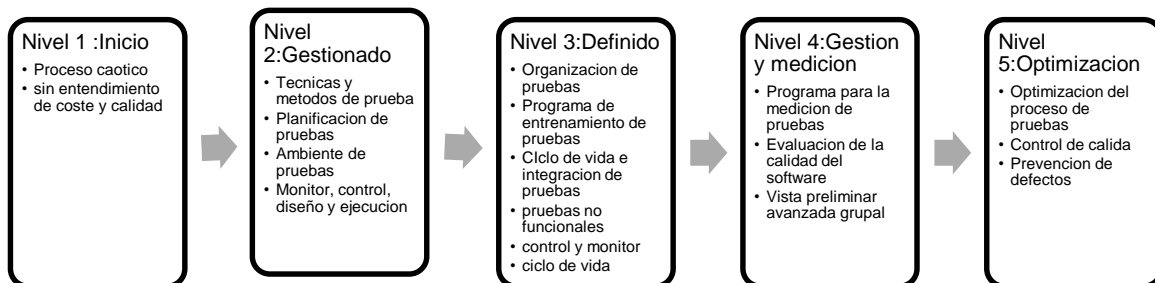 Nivel 1 :Inicio
• Proceso caotico
• sin entendimiento
de coste y calidad
Nivel
2:Gestionado
• Tecnicas y
metodos de prueba
• Planificacion de
pruebas
• Ambiente de
pruebas
• Monitor, control,
diseño y ejecucion
Nivel 3:Definido
• Organizacion de
pruebas
• Programa de
entrenamiento de
pruebas
• CIclo de vida e
integracion de
pruebas
• pruebas no
funcionales
• control y monitor
• ciclo de vida
Nivel 4:Gestion
y medicion
• Programa para la
medicion de
pruebas
• Evaluacion de la
calidad del
software
• Vista preliminar
avanzada grupal
Nivel
5:Optimizacion
• Optimizacion del
proceso de
pruebas
• Control de calida
• Prevencion de
defectos